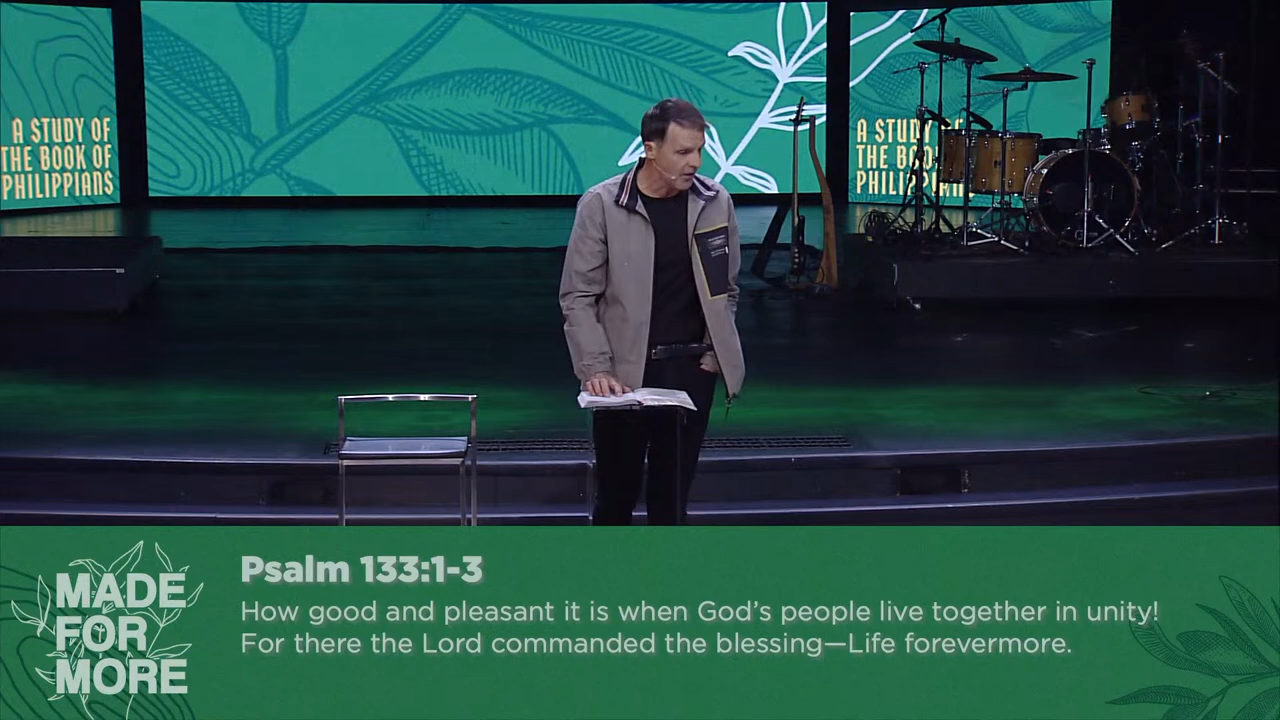 A STUDY OF
THE BOOK OF
PHILIPPIANS
A STUDY OF
THE BOOK
Psalm 133:1-3
How good and pleasant it is when God's people live together in unity!
For there the Lord commanded the blessing—Life forevermore.
MADE
FOR
MORE